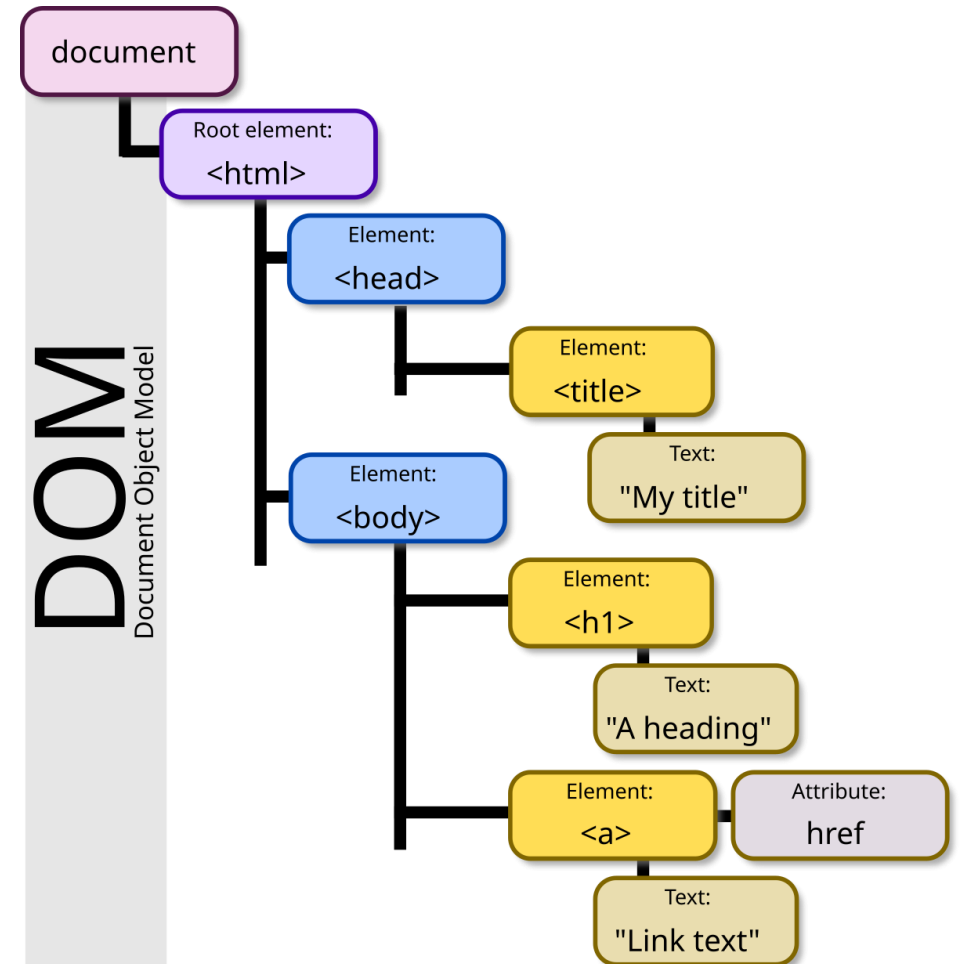 document
Root element:
<html>
Element:
<head>
Element:
<title>
Text:
"My title"
Element:
<body>
Element:
<h1>
Text:
"A heading"
Element:
<a>
Attribute:
href
Text:
"Link text"
DOM
Document Object Model